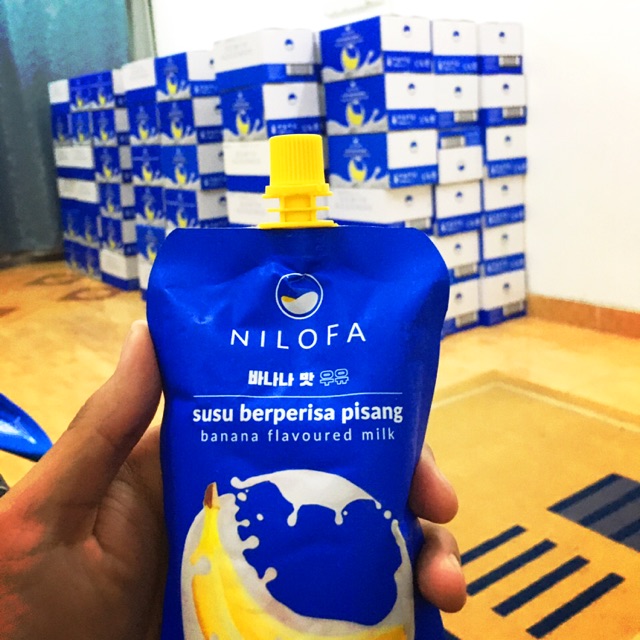 NILOFA
바나나 맛 우유
susu berperisa pisang
banana flavoured milk